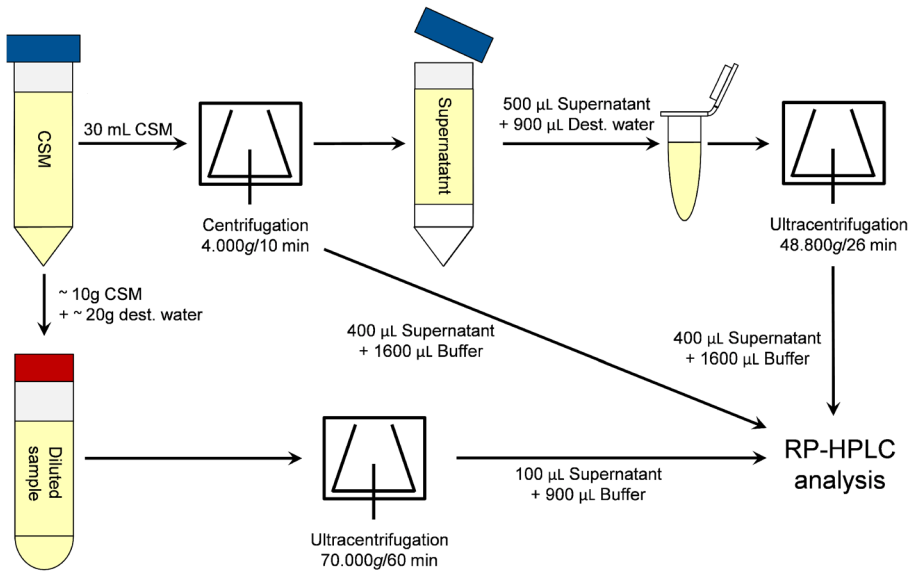 CSM
30 mL CSM
Centrifugation
4.000g/10 min
Supernatatnt
500 µL Supernatant
+ 900 µL Dest. water
Ultracentrifugation
48.800g/26 min
~ 10g CSM
+ ~ 20g dest. water
400 µL Supernatant
+ 1600 µL Buffer
400 µL Supernatant
+ 1600 µL Buffer
Diluted
sample
Ultracentrifugation
70.000g/60 min
100 µL Supernatant
+ 900 µL Buffer
RP-HPLC
analysis